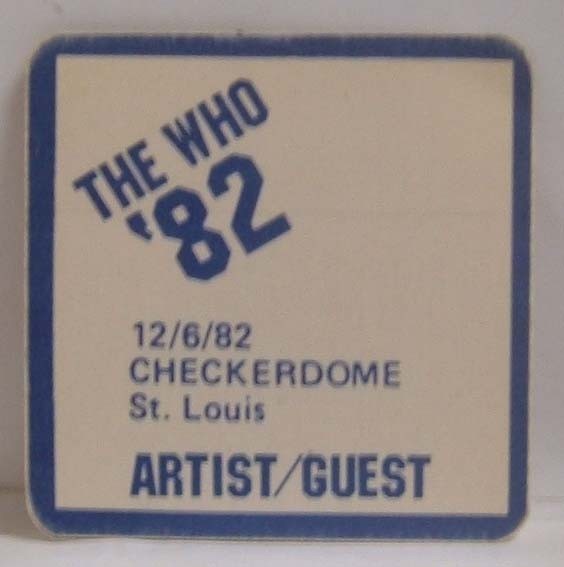 THE WHO
'82
12/6/82
CHECKERDOME
St. Louis
ARTIST/GUEST